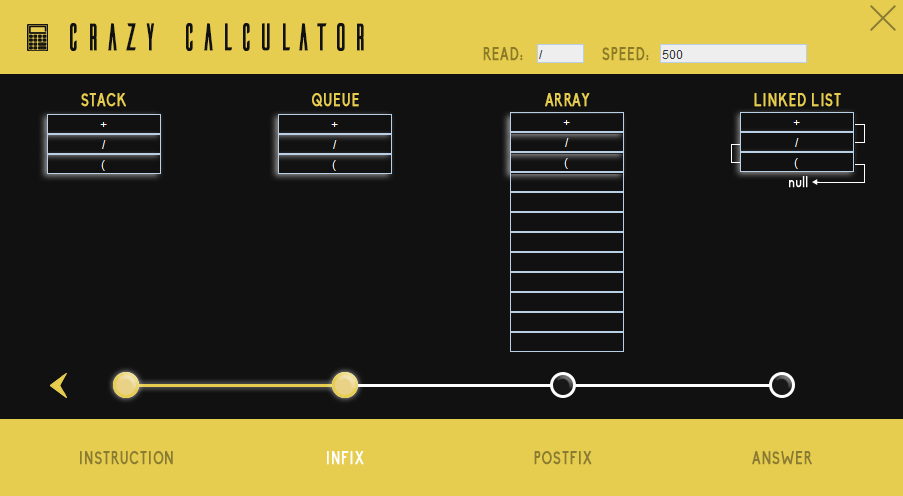 CRAZY CALCULATOR
READ: /
SPEED: 500
STACK
+
/
(
QUEUE
+
/
(
ARRAY
+
/
(
LINKED LIST
+
/
(
null
INSTRUCTION
INFIX
POSTFIX
ANSWER